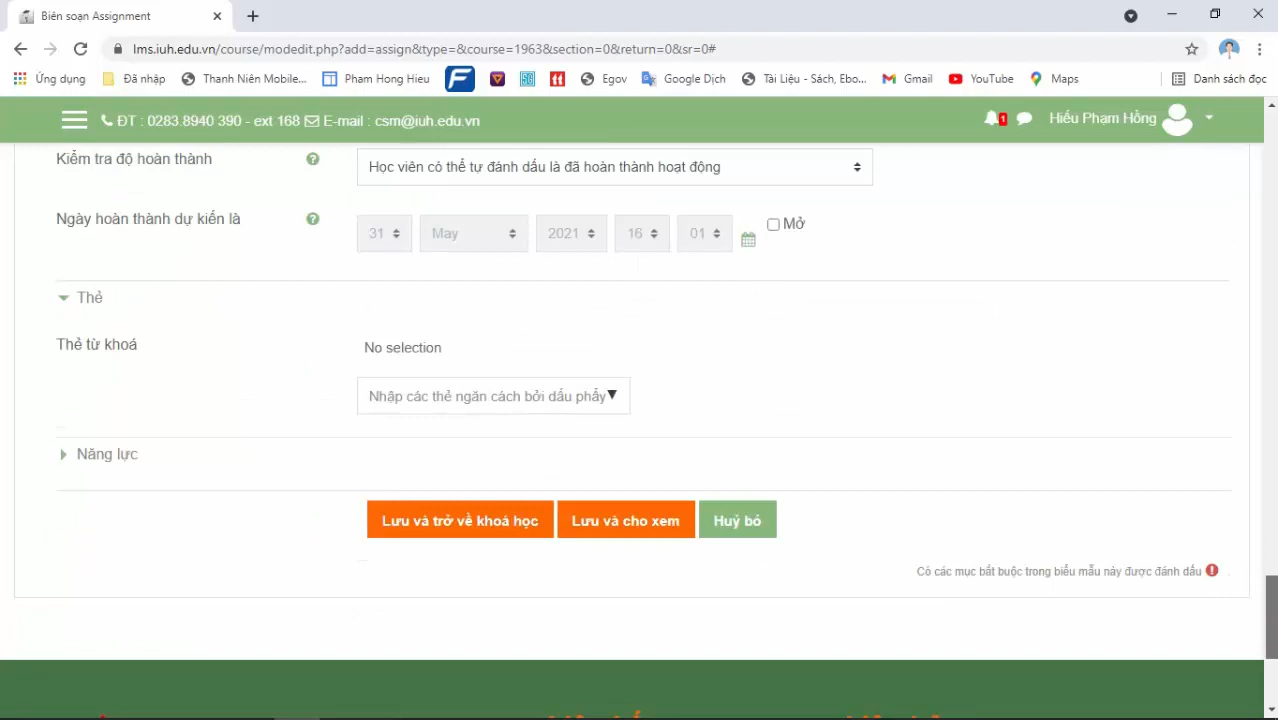 Biên soạn Assignment
lms.iuh.edu.vn/course/modedit.php?add=assign&type=&course=1963&section=0&return=0&sr=0#
Ứng dụng Đã nhập Thanh Niên Mobile... Pham Hong Hieu Egov Google Dịch Tài Liệu - Sách, Ebo... Gmail YouTube Maps Danh sách đọc
ĐT : 0283 8940 390 - ext 168 E-mail : csm@iuh.edu.vn 1 Hiếu Phạm Hồng
Kiểm tra độ hoàn thành Học viên có thể tự đánh dấu là đã hoàn thành hoạt động
Ngày hoàn thành dự kiến là 31 May 2021 16 01 Mở
Thẻ
Thẻ từ khoá No selection
Nhập các thẻ ngăn cách bởi dấu phẩy
Năng lực
Lưu và trở về khoá học Lưu và cho xem Huỷ bỏ
Có các mục bắt buộc trong biểu mẫu này được đánh dấu